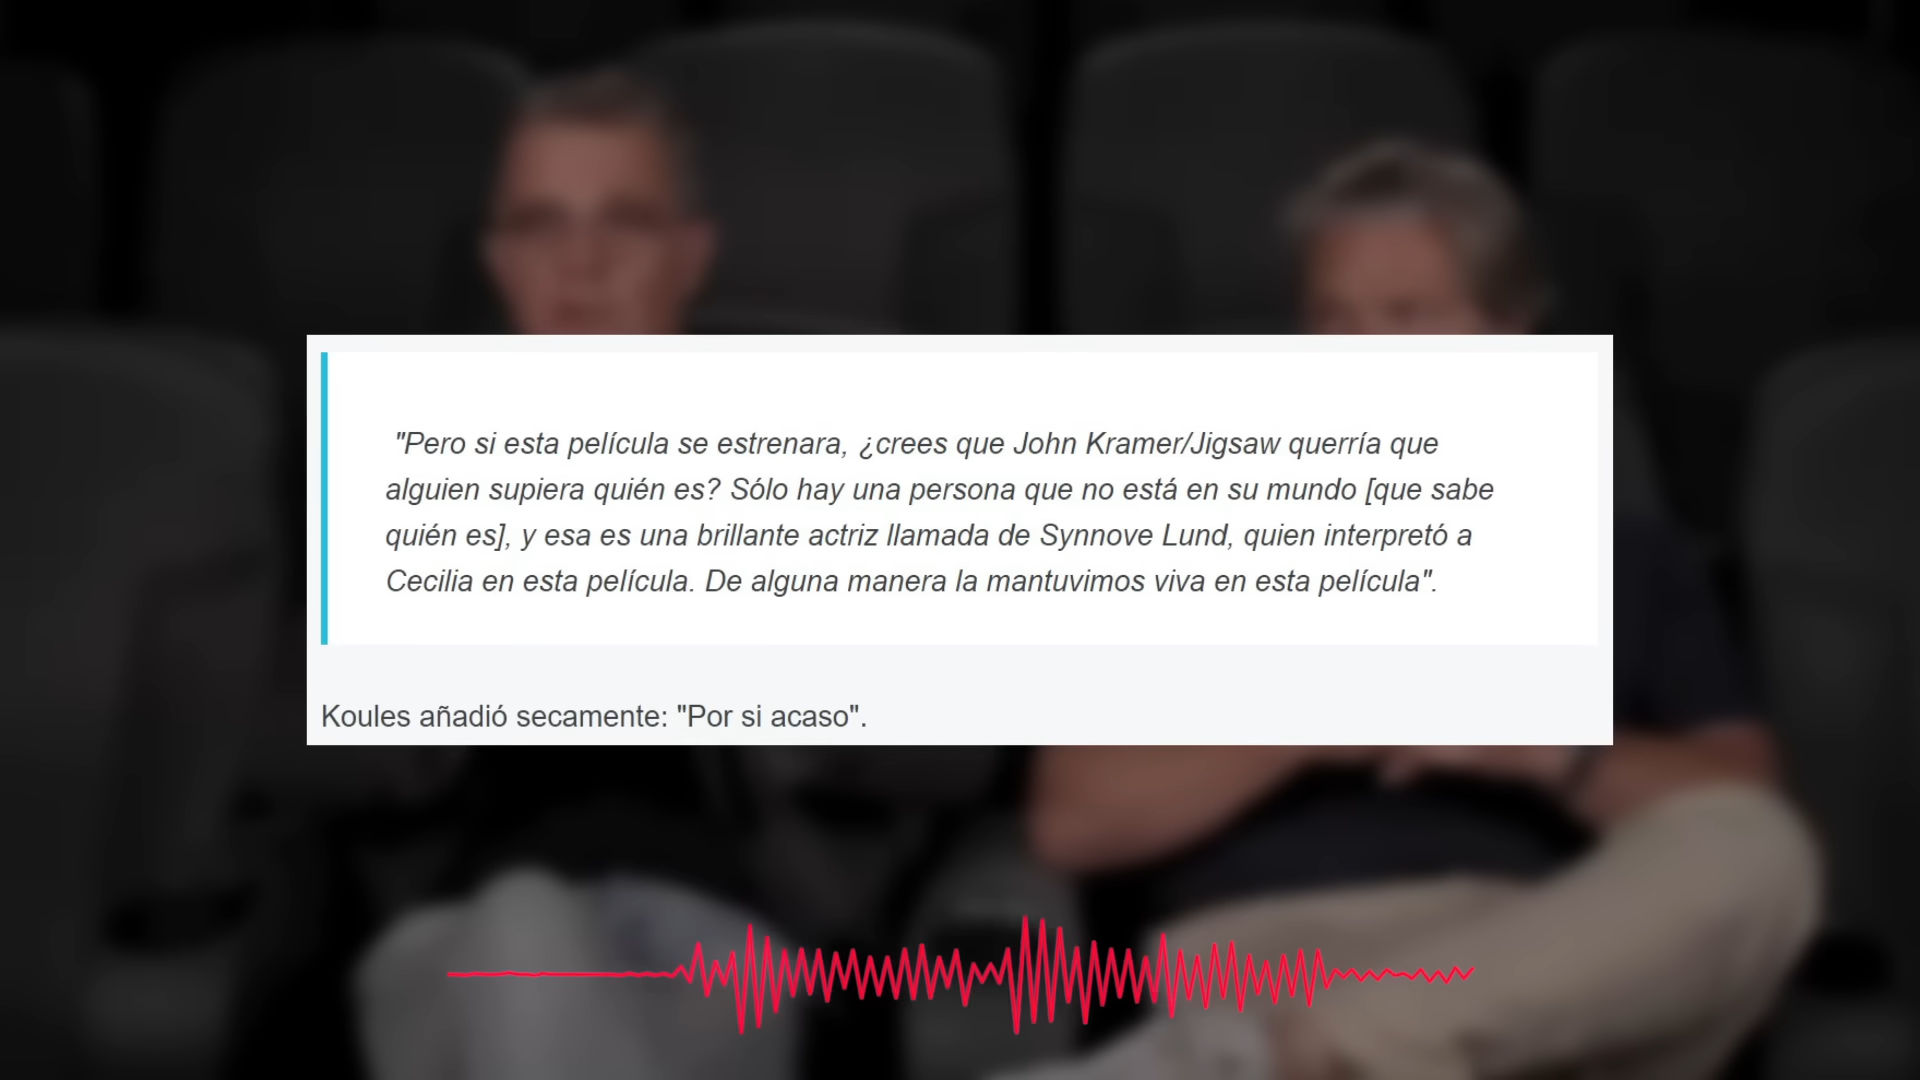 "Pero si esta película se estrenara, ¿crees que John Kramer/Jigsaw querría que
alguien supiera quién es? Sólo hay una persona que no está en su mundo [que sabe
quién es], y esa es una brillante actriz llamada de Synnove Lund, quien interpretó a
Cecilia en esta película. De alguna manera la mantuvimos viva en esta película".
Koules añadió secamente: "Por si acaso".